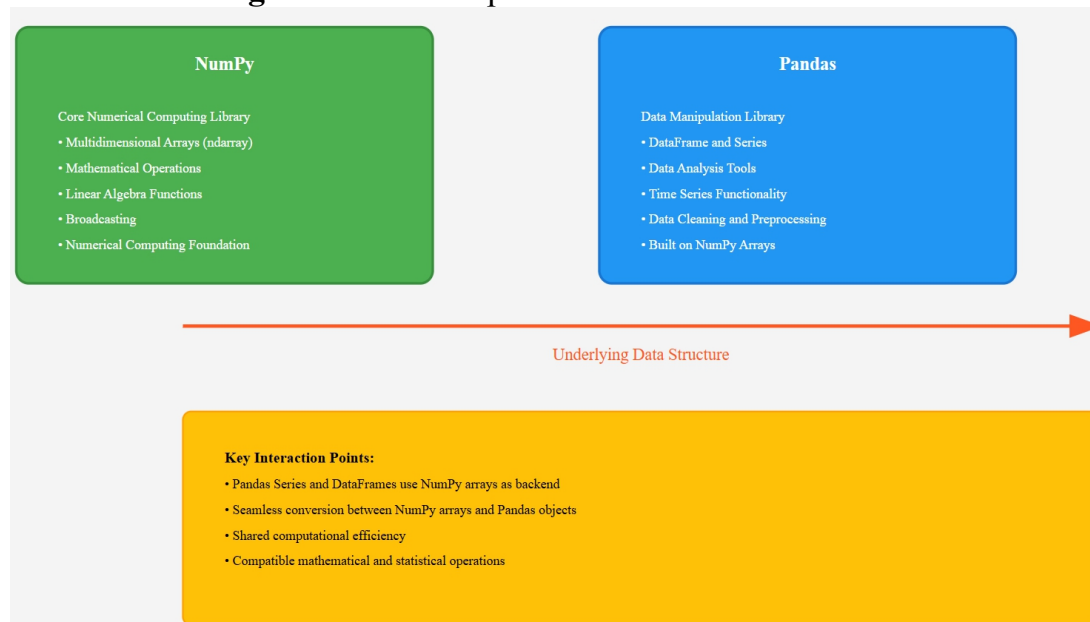 NumPy
Core Numerical Computing Library
• Multidimensional Arrays (ndarray)
• Mathematical Operations
• Linear Algebra Functions
• Broadcasting
• Numerical Computing Foundation
Pandas
Data Manipulation Library
• DataFrame and Series
• Data Analysis Tools
• Time Series Functionality
• Data Cleaning and Preprocessing
• Built on NumPy Arrays
Underlying Data Structure
Key Interaction Points:
• Pandas Series and DataFrames use NumPy arrays as backend
• Seamless conversion between NumPy arrays and Pandas objects
• Shared computational efficiency
• Compatible mathematical and statistical operations